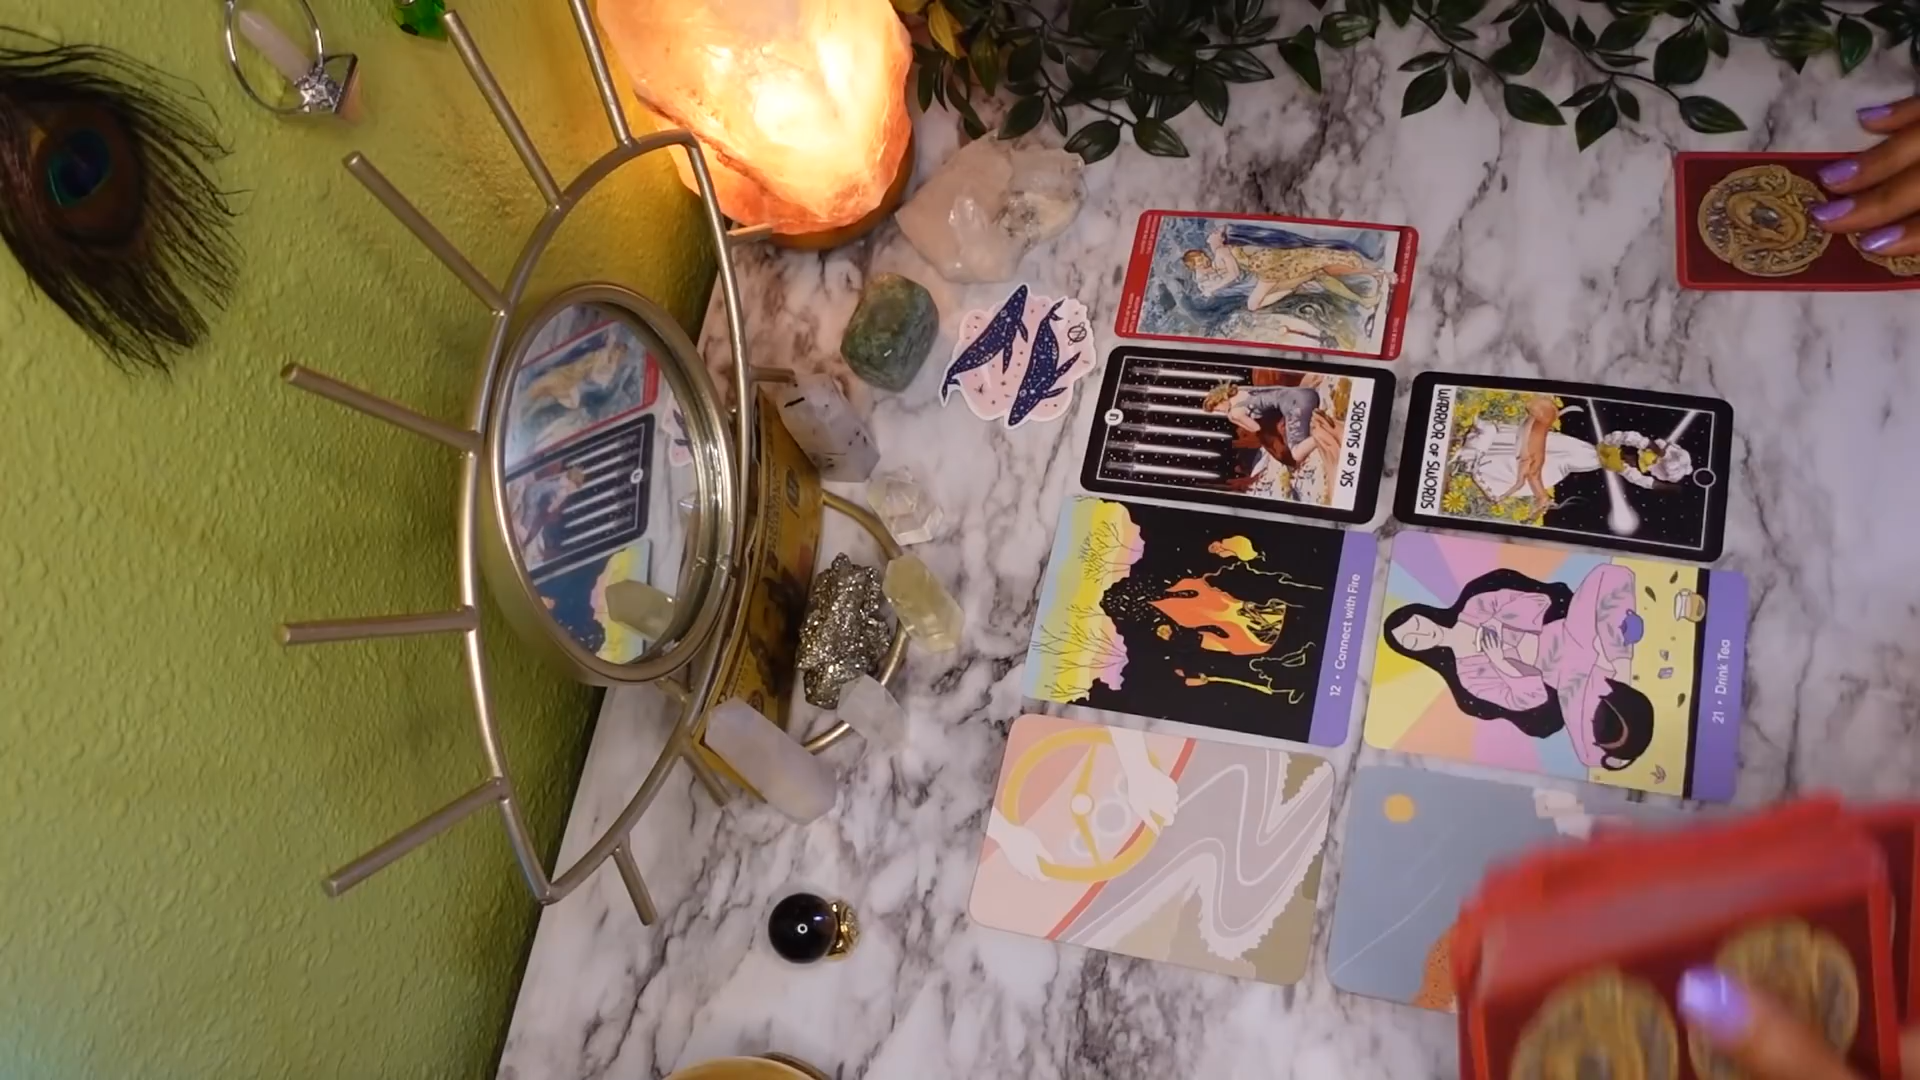 SIX OF SWORDS
WARRIOR OF SWORDS
12 • Connect with Fire
21 • Drink Tea